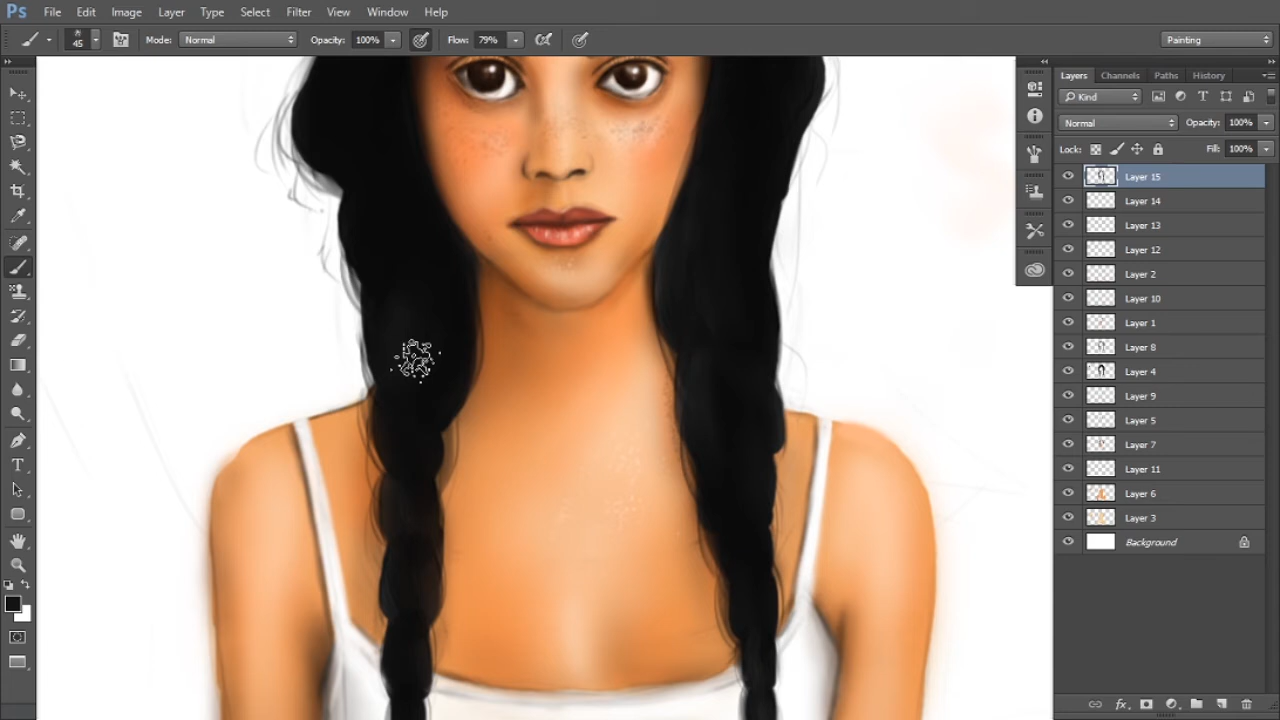 Ps File Edit Image Layer Type Select Filter View Window Help
45 Mode: Normal Opacity: 100% Flow: 79% Painting
Layers Channels Paths History
Kind
Normal Opacity: 100%
Lock: Fill: 100%
Layer 15
Layer 14
Layer 13
Layer 12
Layer 2
Layer 10
Layer 1
Layer 8
Layer 4
Layer 9
Layer 5
Layer 7
Layer 11
Layer 6
Layer 3
Background
T
fx